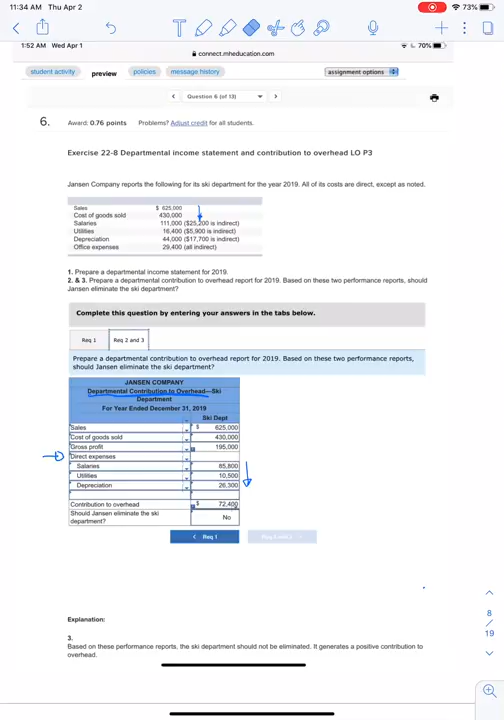 11:34 AM Thu Apr 2
73%
1:52 AM Wed Apr 1
70%
connect.mheducation.com
student activity preview policies message history assignment options
Question 6 (of 13)
6. Award: 0.76 points Problems? Adjust credit for all students.
Exercise 22-8 Departmental income statement and contribution to overhead LO P3
Jansen Company reports the following for its ski department for the year 2019. All of its costs are direct, except as noted.
Sales $ 625,000
Cost of goods sold 430,000
Salaries 111,000 ($25,200 is indirect)
Utilities 16,400 ($5,900 is indirect)
Depreciation 44,000 ($17,700 is indirect)
Office expenses 29,400 (all indirect)
1. Prepare a departmental income statement for 2019.
2. & 3. Prepare a departmental contribution to overhead report for 2019. Based on these two performance reports, should
Jansen eliminate the ski department?
Complete this question by entering your answers in the tabs below.
Req 1 Req 2 and 3
Prepare a departmental contribution to overhead report for 2019. Based on these two performance reports,
should Jansen eliminate the ski department?
JANSEN COMPANY
Departmental Contribution to Overhead—Ski
Department
For Year Ended December 31, 2019
Ski Dept
Sales $ 625,000
Cost of goods sold 430,000
Gross profit 195,000
Direct expenses
Salaries 85,800
Utilities 10,500
Depreciation 26,300
Contribution to overhead $ 72,400
Should Jansen eliminate the ski
department? No
< Req 1 Req 2 and 3 >
Explanation:
3.
Based on these performance reports, the ski department should not be eliminated. It generates a positive contribution to
overhead.
8
/
19